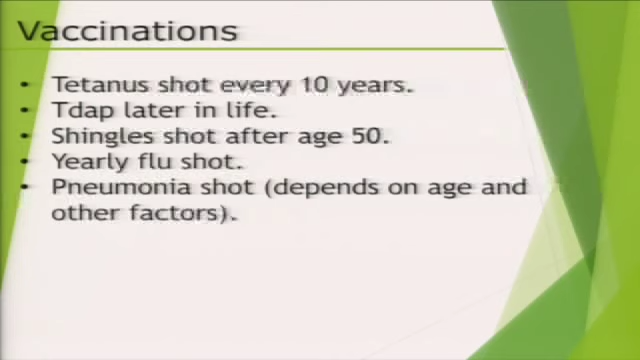 Vaccinations
• Tetanus shot every 10 years.
• Tdap later in life.
• Shingles shot after age 50.
• Yearly flu shot.
• Pneumonia shot (depends on age and
other factors).